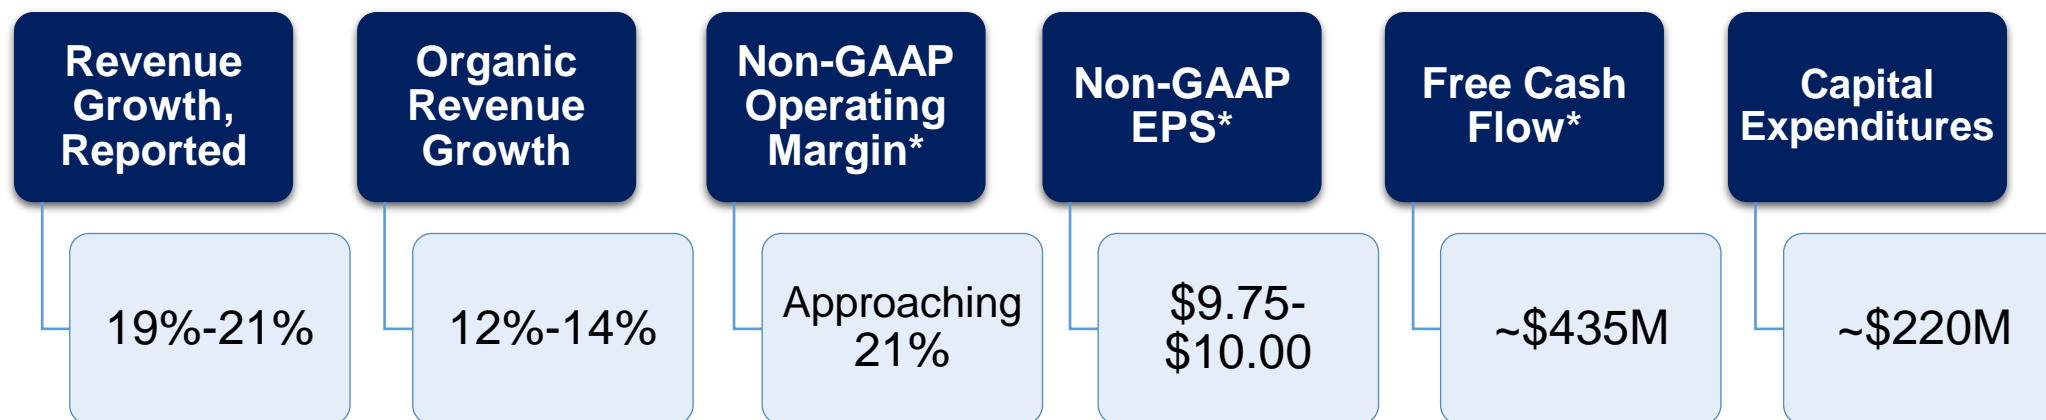 Revenue
Growth,
Reported
19%-21%
Organic
Revenue
Growth
12%-14%
Non-GAAP
Operating
Margin*
Approaching
21%
Non-GAAP
EPS*
$9.75-
$10.00
Free Cash
Flow*
~$435M
Capital
Expenditures
~$220M